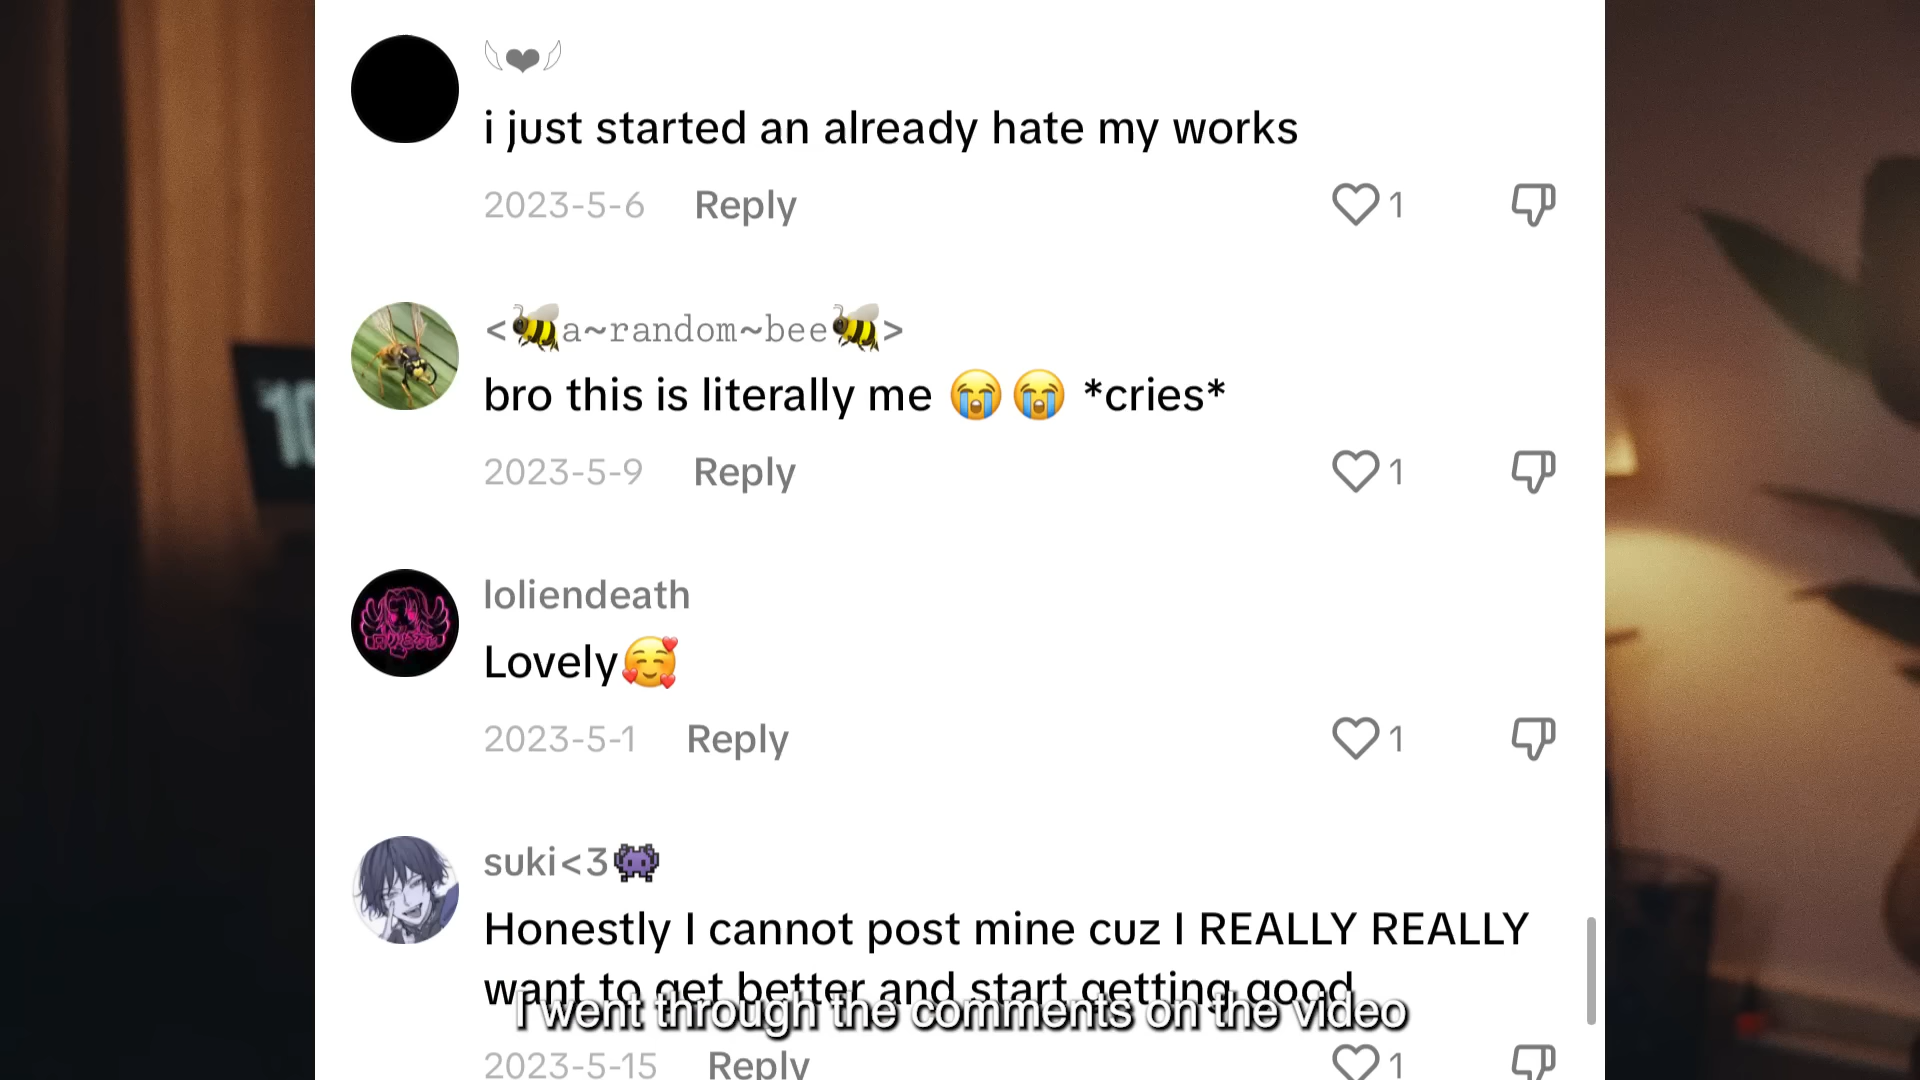 \❤/
i just started an already hate my works
2023-5-6 Reply 1
<🐝a~random~bee🐝>
bro this is literally me 😭😭 *cries*
2023-5-9 Reply 1
loliendeath
Lovely🥰
2023-5-1 Reply 1
suki<3👾
Honestly I cannot post mine cuz I REALLY REALLY
want to get better and start getting good
I went through the comments on the video
2023-5-15 Reply 1
10